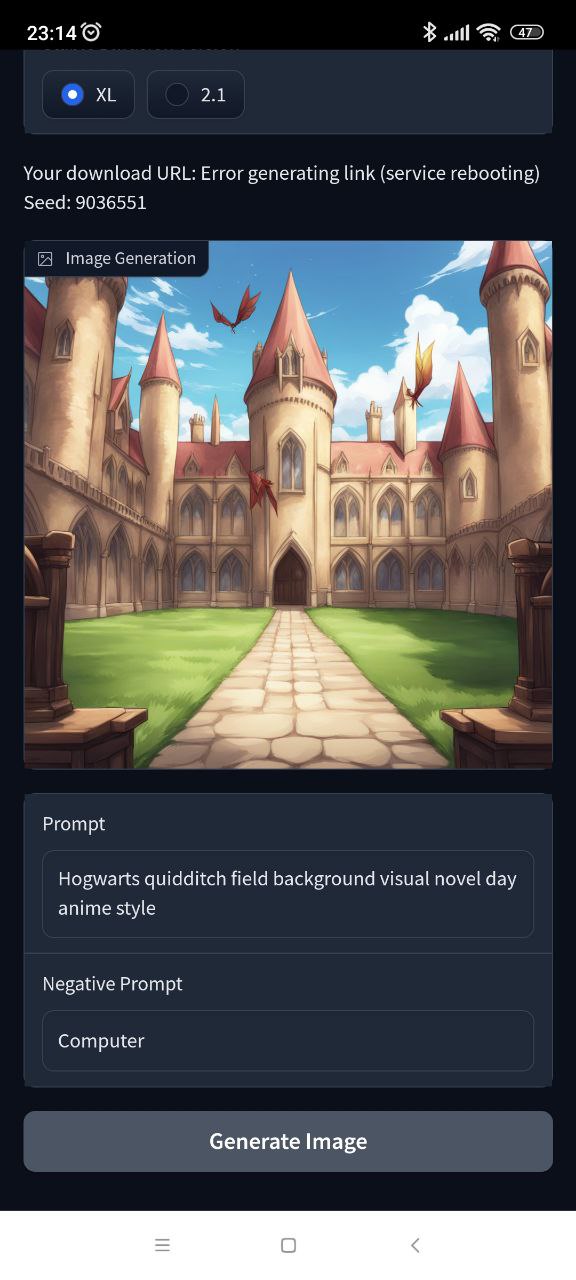 23:14
47
XL
2.1
Your download URL: Error generating link (service rebooting)
Seed: 9036551
Image Generation
Prompt
Hogwarts quidditch field background visual novel day
anime style
Negative Prompt
Computer
Generate Image